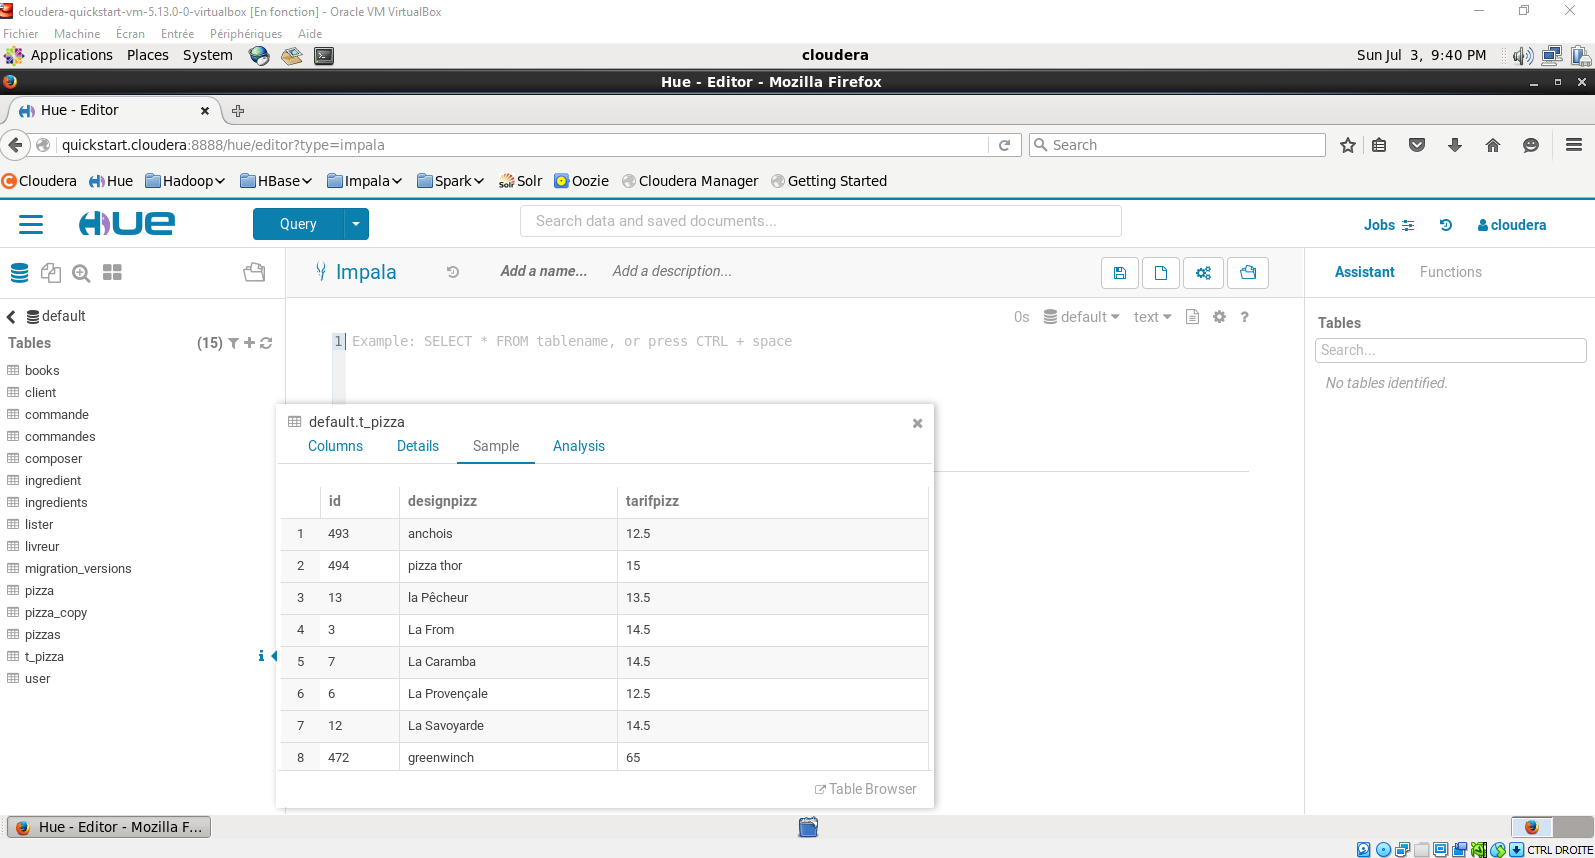 cloudera-quickstart-vm-5.13.0-0-virtualbox [En fonction] - Oracle VM VirtualBox
Fichier Machine Écran Entrée Périphériques Aide
Applications Places System cloudera Sun Jul 3, 9:40 PM
Hue - Editor - Mozilla Firefox
Hue - Editor
quickstart.cloudera:8888/hue/editor?type=impala Search
Cloudera Hue Hadoop HBase Impala Spark Solr Oozie Cloudera Manager Getting Started
HUE Query Search data and saved documents... Jobs cloudera
Impala Add a name... Add a description... Assistant Functions
default 0s default text ?
Tables (15) Tables
1 Example: SELECT * FROM tablename, or press CTRL + space
Search...
No tables identified.
books
client
commande
commandes
composer
ingredient
ingredients
lister
livreur
migration_versions
pizza
pizza_copy
pizzas
t_pizza
user
default.t_pizza
Columns Details Sample Analysis
id designpizz tarifpizz
1 493 anchois 12.5
2 494 pizza thor 15
3 13 la Pêcheur 13.5
4 3 La From 14.5
5 7 La Caramba 14.5
6 6 La Provençale 12.5
7 12 La Savoyarde 14.5
8 472 greenwinch 65
Table Browser
Hue - Editor - Mozilla F...
CTRL DROITE